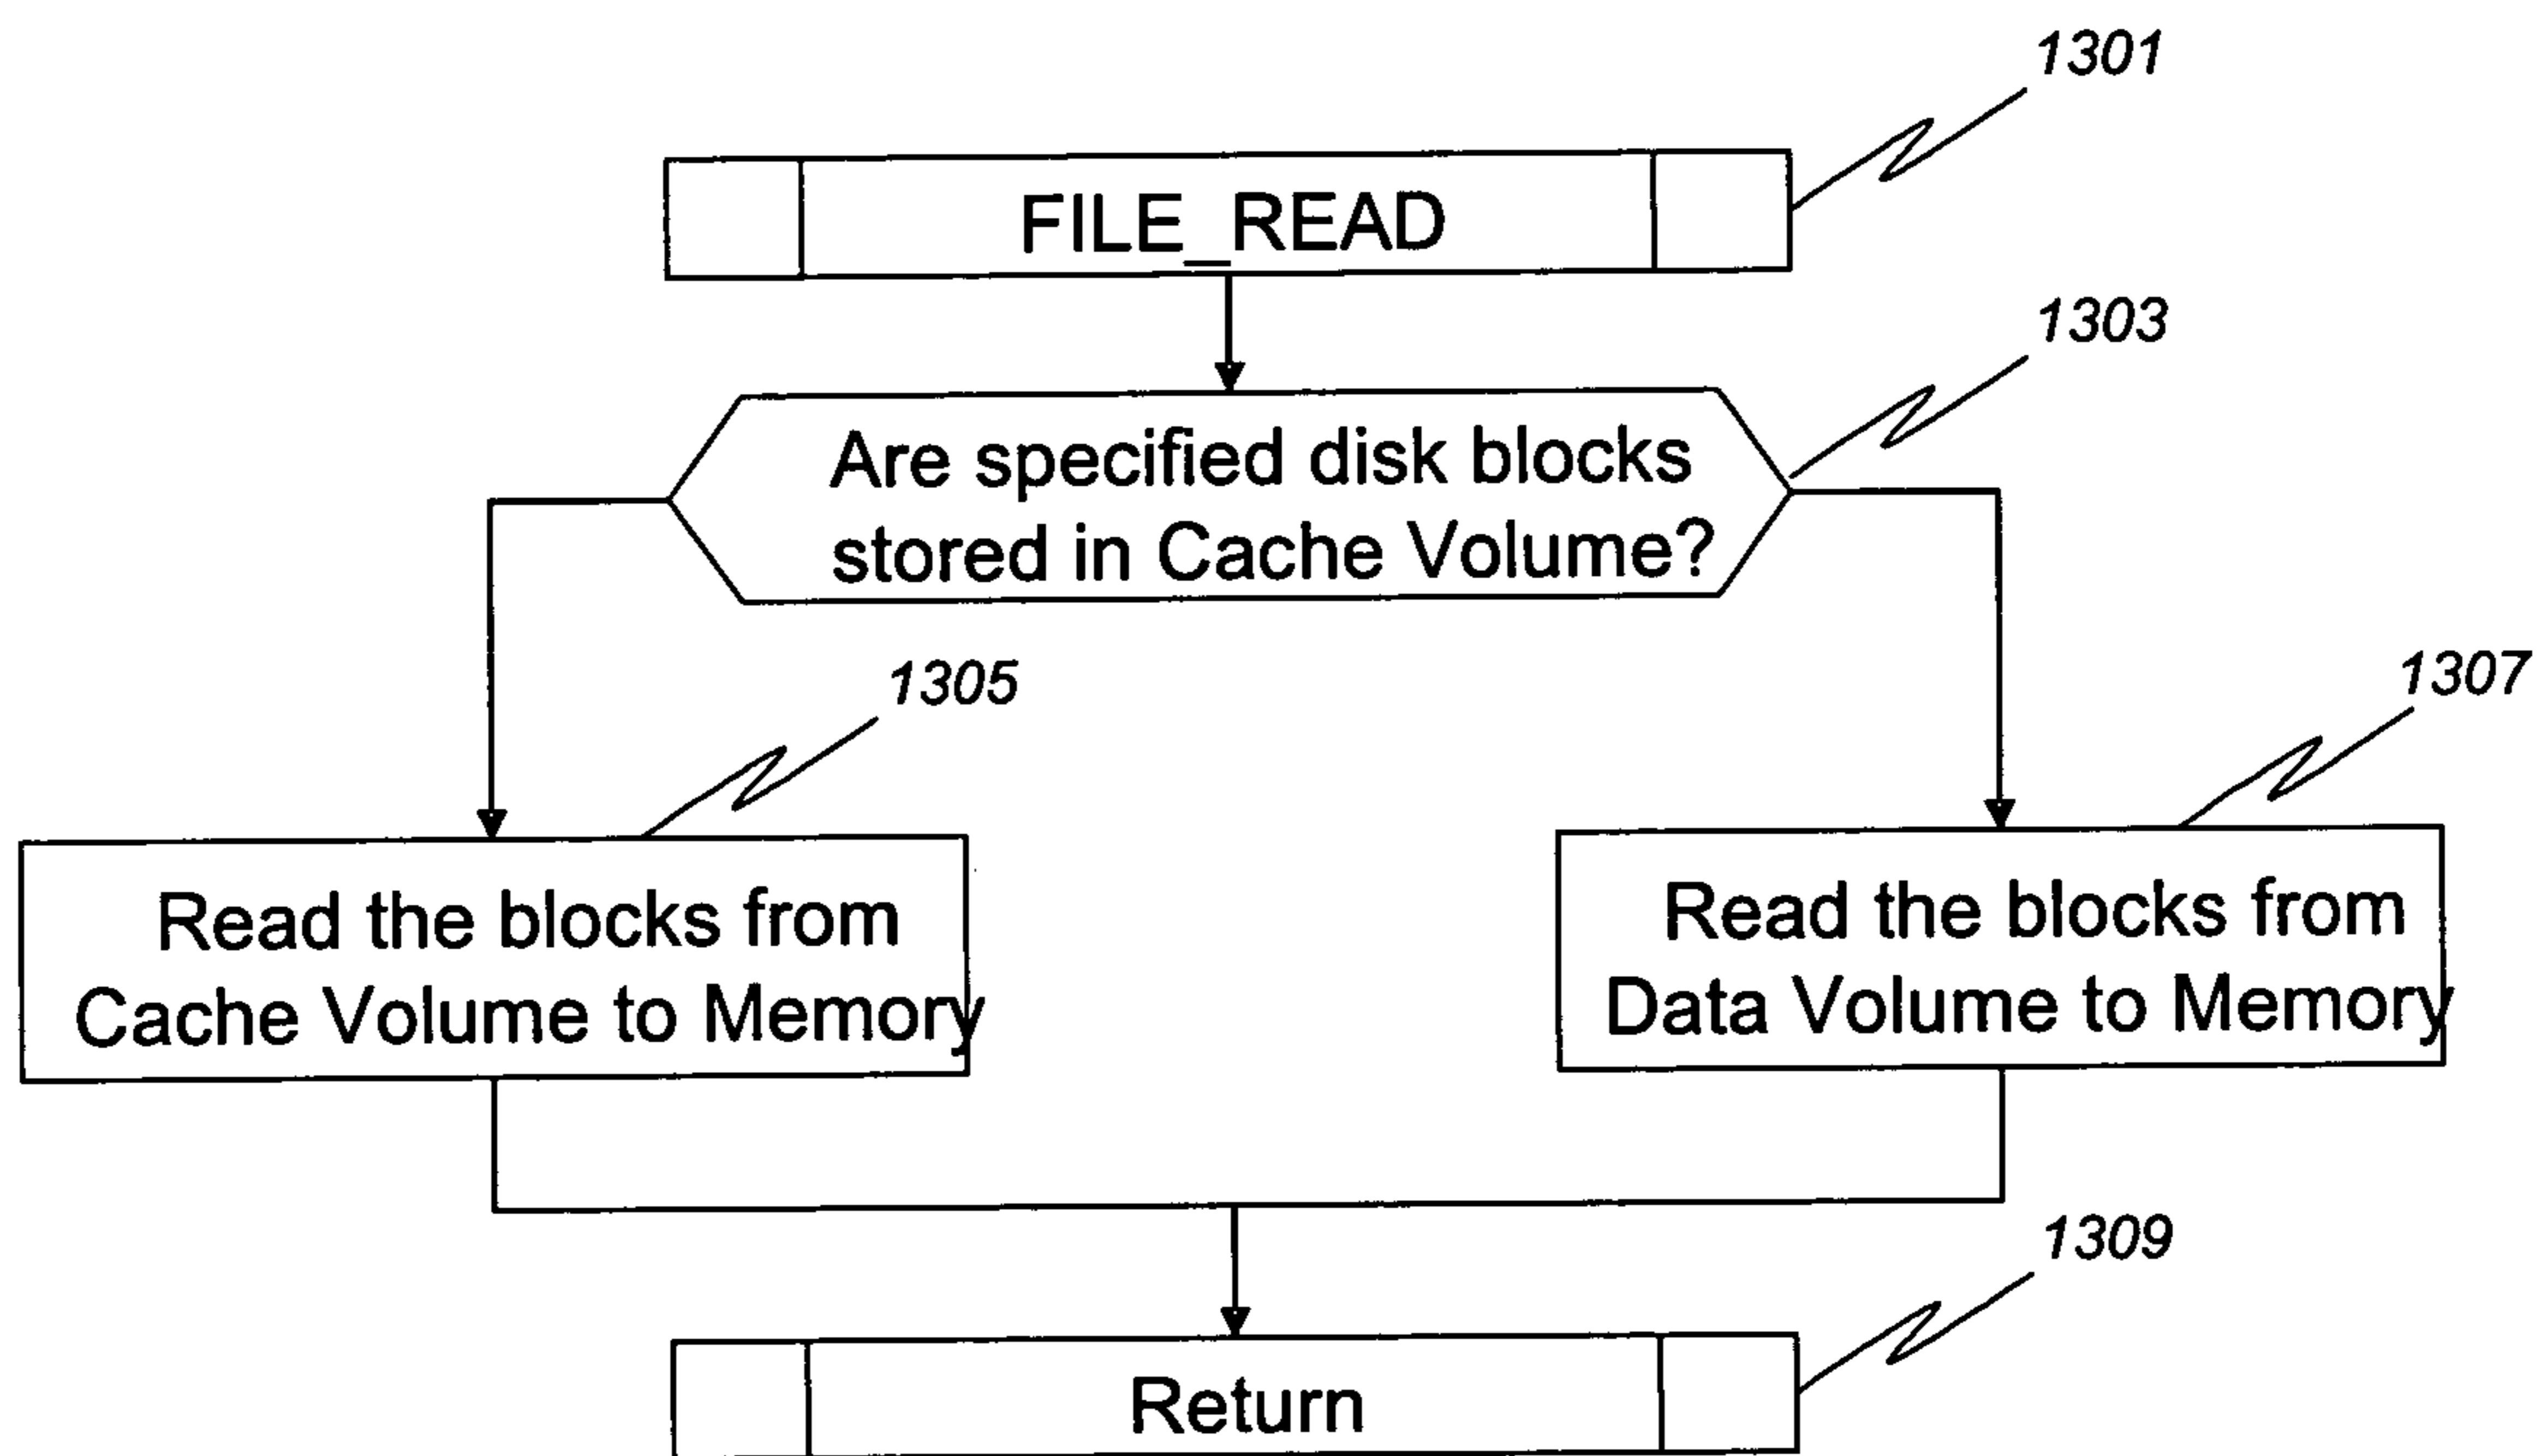 1301
FILE_READ
1303
Are specified disk blocks
stored in Cache Volume?
1305
1307
Read the blocks from
Cache Volume to Memory
Read the blocks from
Data Volume to Memory
1309
Return